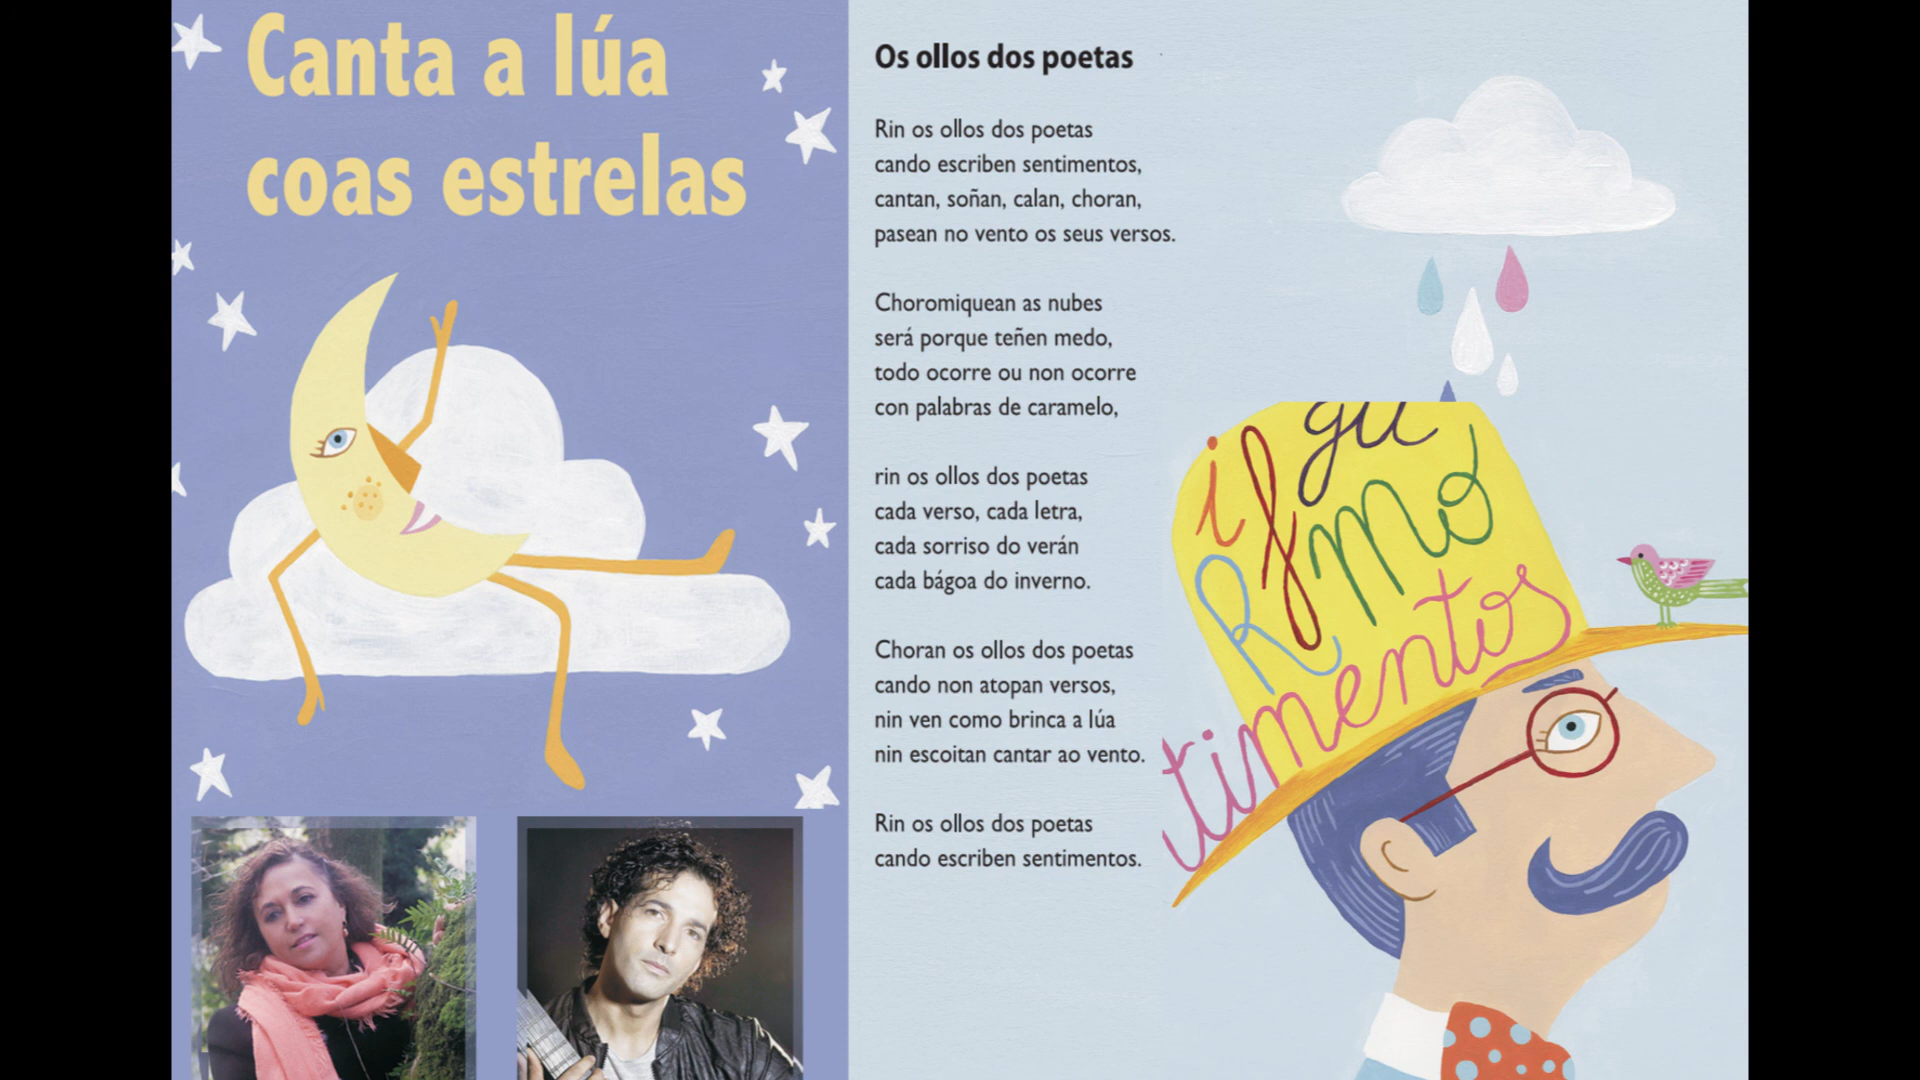 Canta a lúa
coas estrelas
Os ollos dos poetas
Rin os ollos dos poetas
cando escriben sentimentos,
cantan, soñan, calan, choran,
pasean no vento os seus versos.
Choromiquean as nubes
será porque teñen medo,
todo ocorre ou non ocorre
con palabras de caramelo,
rin os ollos dos poetas
cada verso, cada letra,
cada sorriso do verán
cada bágoa do inverno.
Choran os ollos dos poetas
cando non atopan versos,
nin ven como brinca a lúa
nin escoitan cantar ao vento.
Rin os ollos dos poetas
cando escriben sentimentos.
timentos